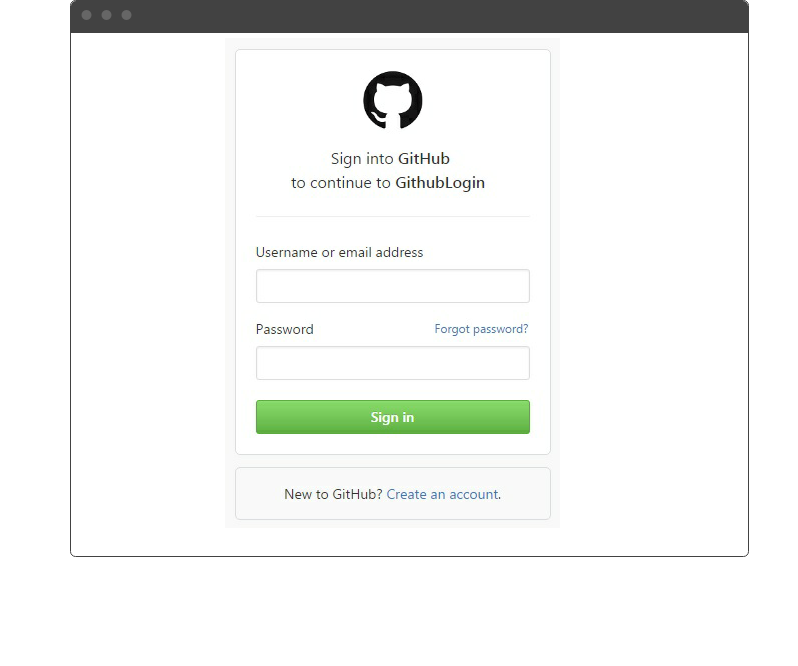 Sign into GitHub
to continue to GithubLogin
Username or email address
Password Forgot password?
Sign in
New to GitHub? Create an account.